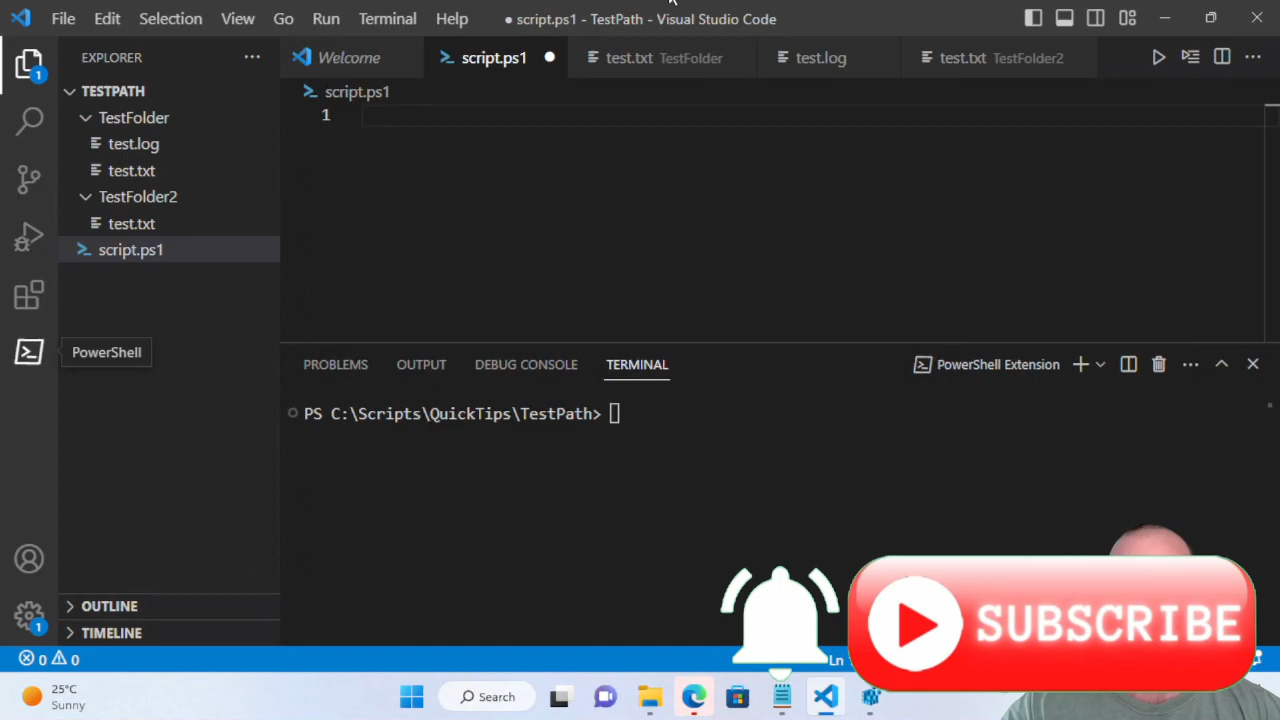 File Edit Selection View Go Run Terminal Help
● script.ps1 - TestPath - Visual Studio Code
EXPLORER
Welcome
script.ps1
test.txt TestFolder
test.log
test.txt TestFolder2
1
TESTPATH
script.ps1
TestFolder
1
test.log
test.txt
TestFolder2
test.txt
script.ps1
PowerShell
PROBLEMS OUTPUT DEBUG CONSOLE TERMINAL
PowerShell Extension
PS C:\Scripts\QuickTips\TestPath>
OUTLINE
1
TIMELINE
SUBSCRIBE
0 0
Ln
25°C
Sunny
Search